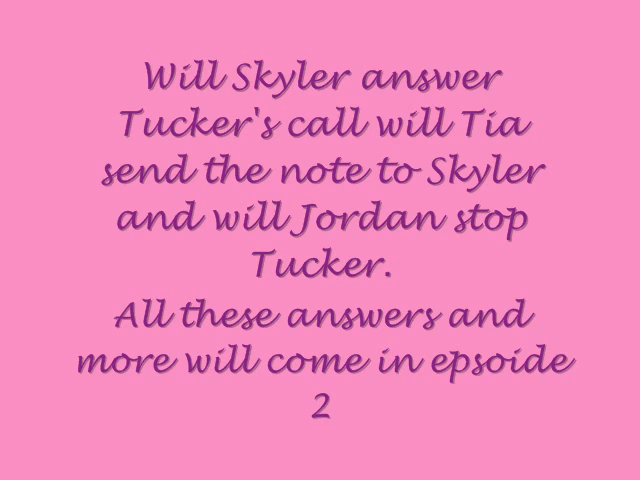 Will Skyler answer
Tucker's call will Tia
send the note to Skyler
and will Jordan stop
Tucker.
All these answers and
more will come in epsoide
2